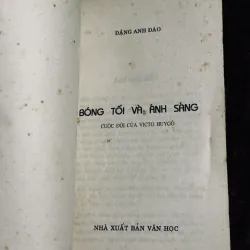 ĐẶNG ANH ĐÀO
BÓNG TỐI VÀ ÁNH SÁNG
CUỘC ĐỜI CỦA VICTO HUYGÔ
NHÀ XUẤT BẢN VĂN HỌC